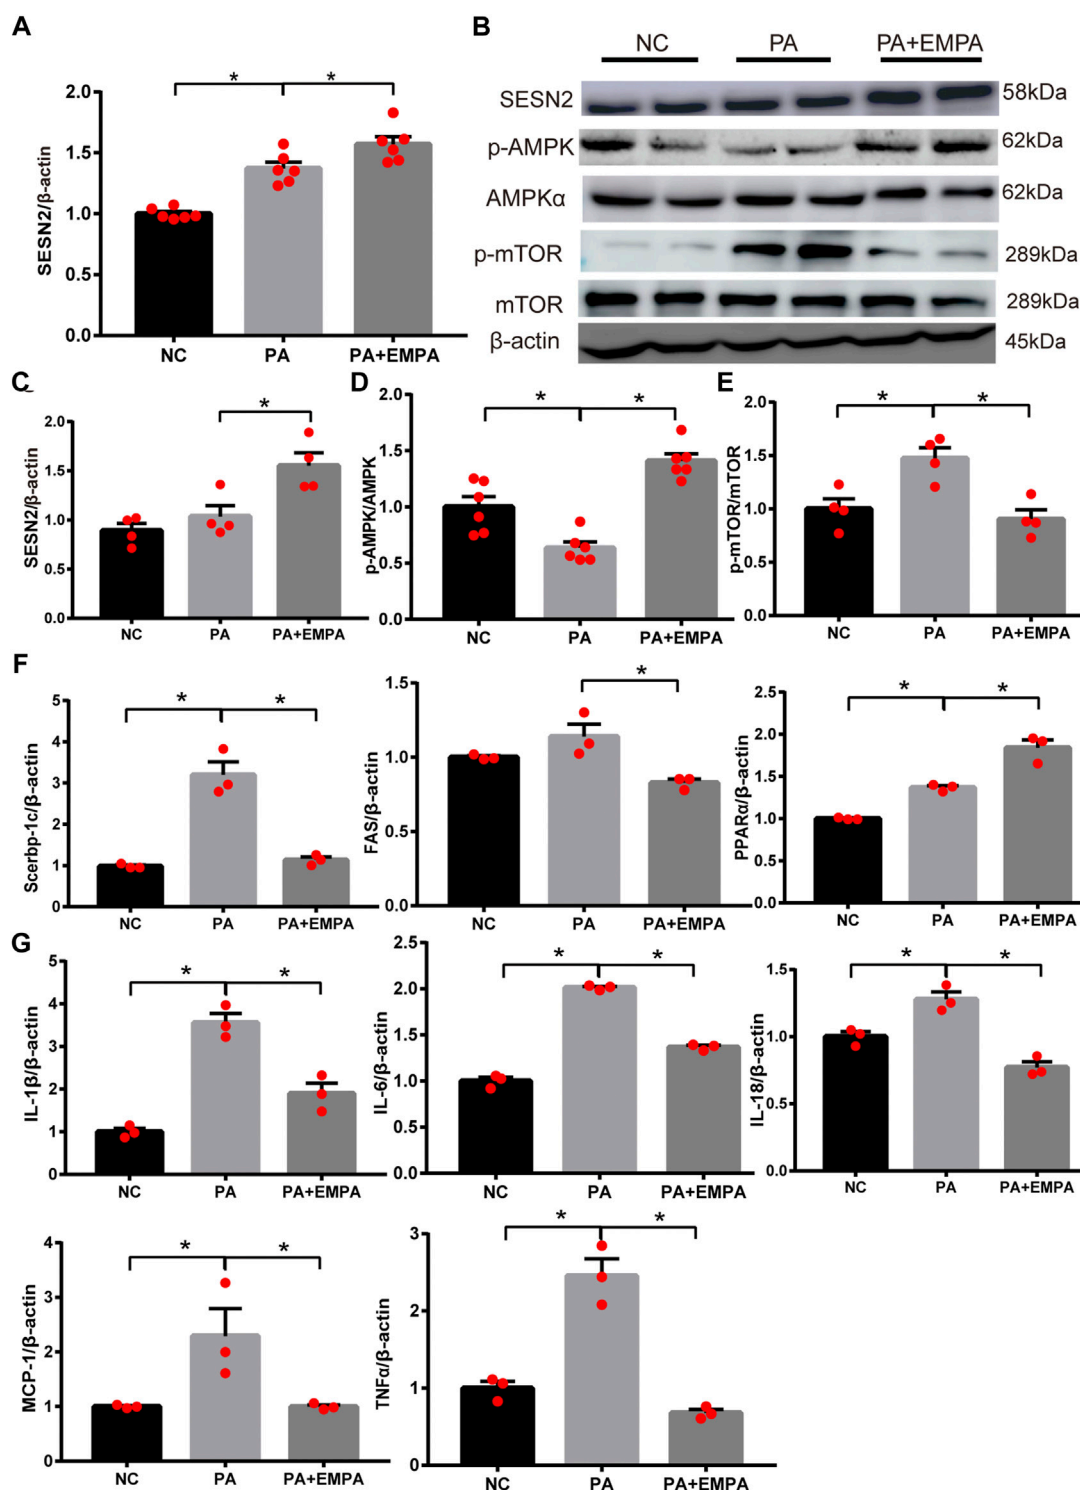 A
SESN2/β-actin
2.0
1.5
1.0
0.5
0.0
*
*
NC
PA
PA+EMPA
B
NC
PA
PA+EMPA
SESN2
58kDa
p-AMPK
62kDa
AMPKα
62kDa
p-mTOR
289kDa
mTOR
289kDa
β-actin
45kDa
C
SESN2/β-actin
2.0
1.5
1.0
0.5
0.0
*
NC
PA
PA+EMPA
D
p-AMPK/AMPK
2.0
1.5
1.0
0.5
0.0
*
*
NC
PA
PA+EMPA
E
p-mTOR/mTOR
2.0
1.5
1.0
0.5
0.0
*
*
NC
PA
PA+EMPA
F
Scerbp-1c/β-actin
5
4
3
2
1
0
*
*
NC
PA
PA+EMPA
FAS/β-actin
1.5
1.0
0.5
0.0
*
NC
PA
PA+EMPA
PPARα/β-actin
2.5
2.0
1.5
1.0
0.5
0.0
*
*
NC
PA
PA+EMPA
G
IL-1β/β-actin
5
4
3
2
1
0
*
*
NC
PA
PA+EMPA
IL-6/β-actin
2.5
2.0
1.5
1.0
0.5
0.0
*
*
NC
PA
PA+EMPA
IL-18/β-actin
1.5
1.0
0.5
0.0
*
*
NC
PA
PA+EMPA
MCP-1/β-actin
4
3
2
1
0
*
*
NC
PA
PA+EMPA
TNFα/β-actin
3
2
1
0
*
*
NC
PA
PA+EMPA